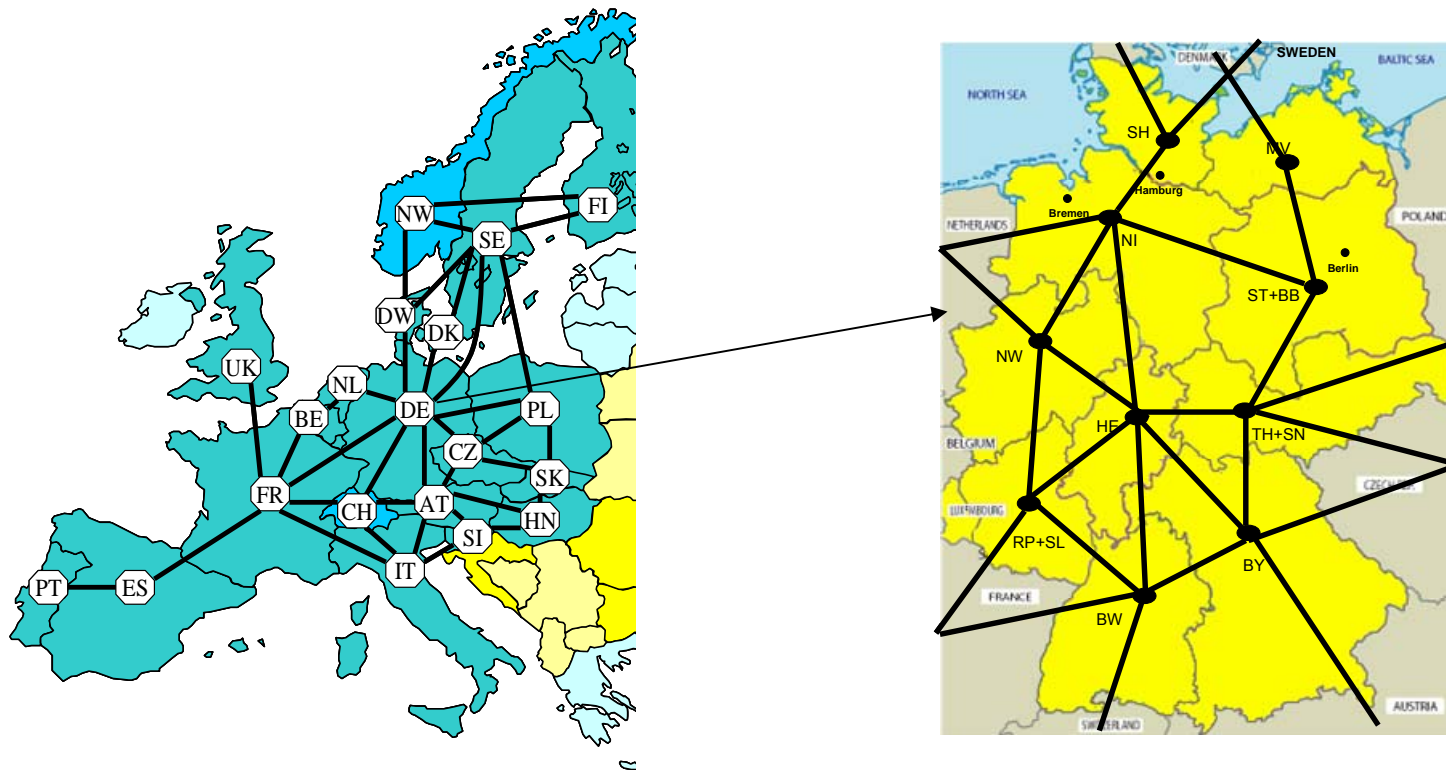 NW
FI
SE
DW
DK
UK
NL
DE
PL
BE
CZ
SK
FR
AT
CH
HN
SI
IT
PT
ES
SWEDEN
DENMARK
BALTIC SEA
NORTH SEA
SH
MV
Hamburg
Bremen
NETHERLANDS
POLAND
NI
Berlin
ST+BB
NW
HE
TH+SN
BELGIUM
CZECH REP.
LUXEMBOURG
RP+SL
BY
FRANCE
BW
AUSTRIA
SWITZERLAND